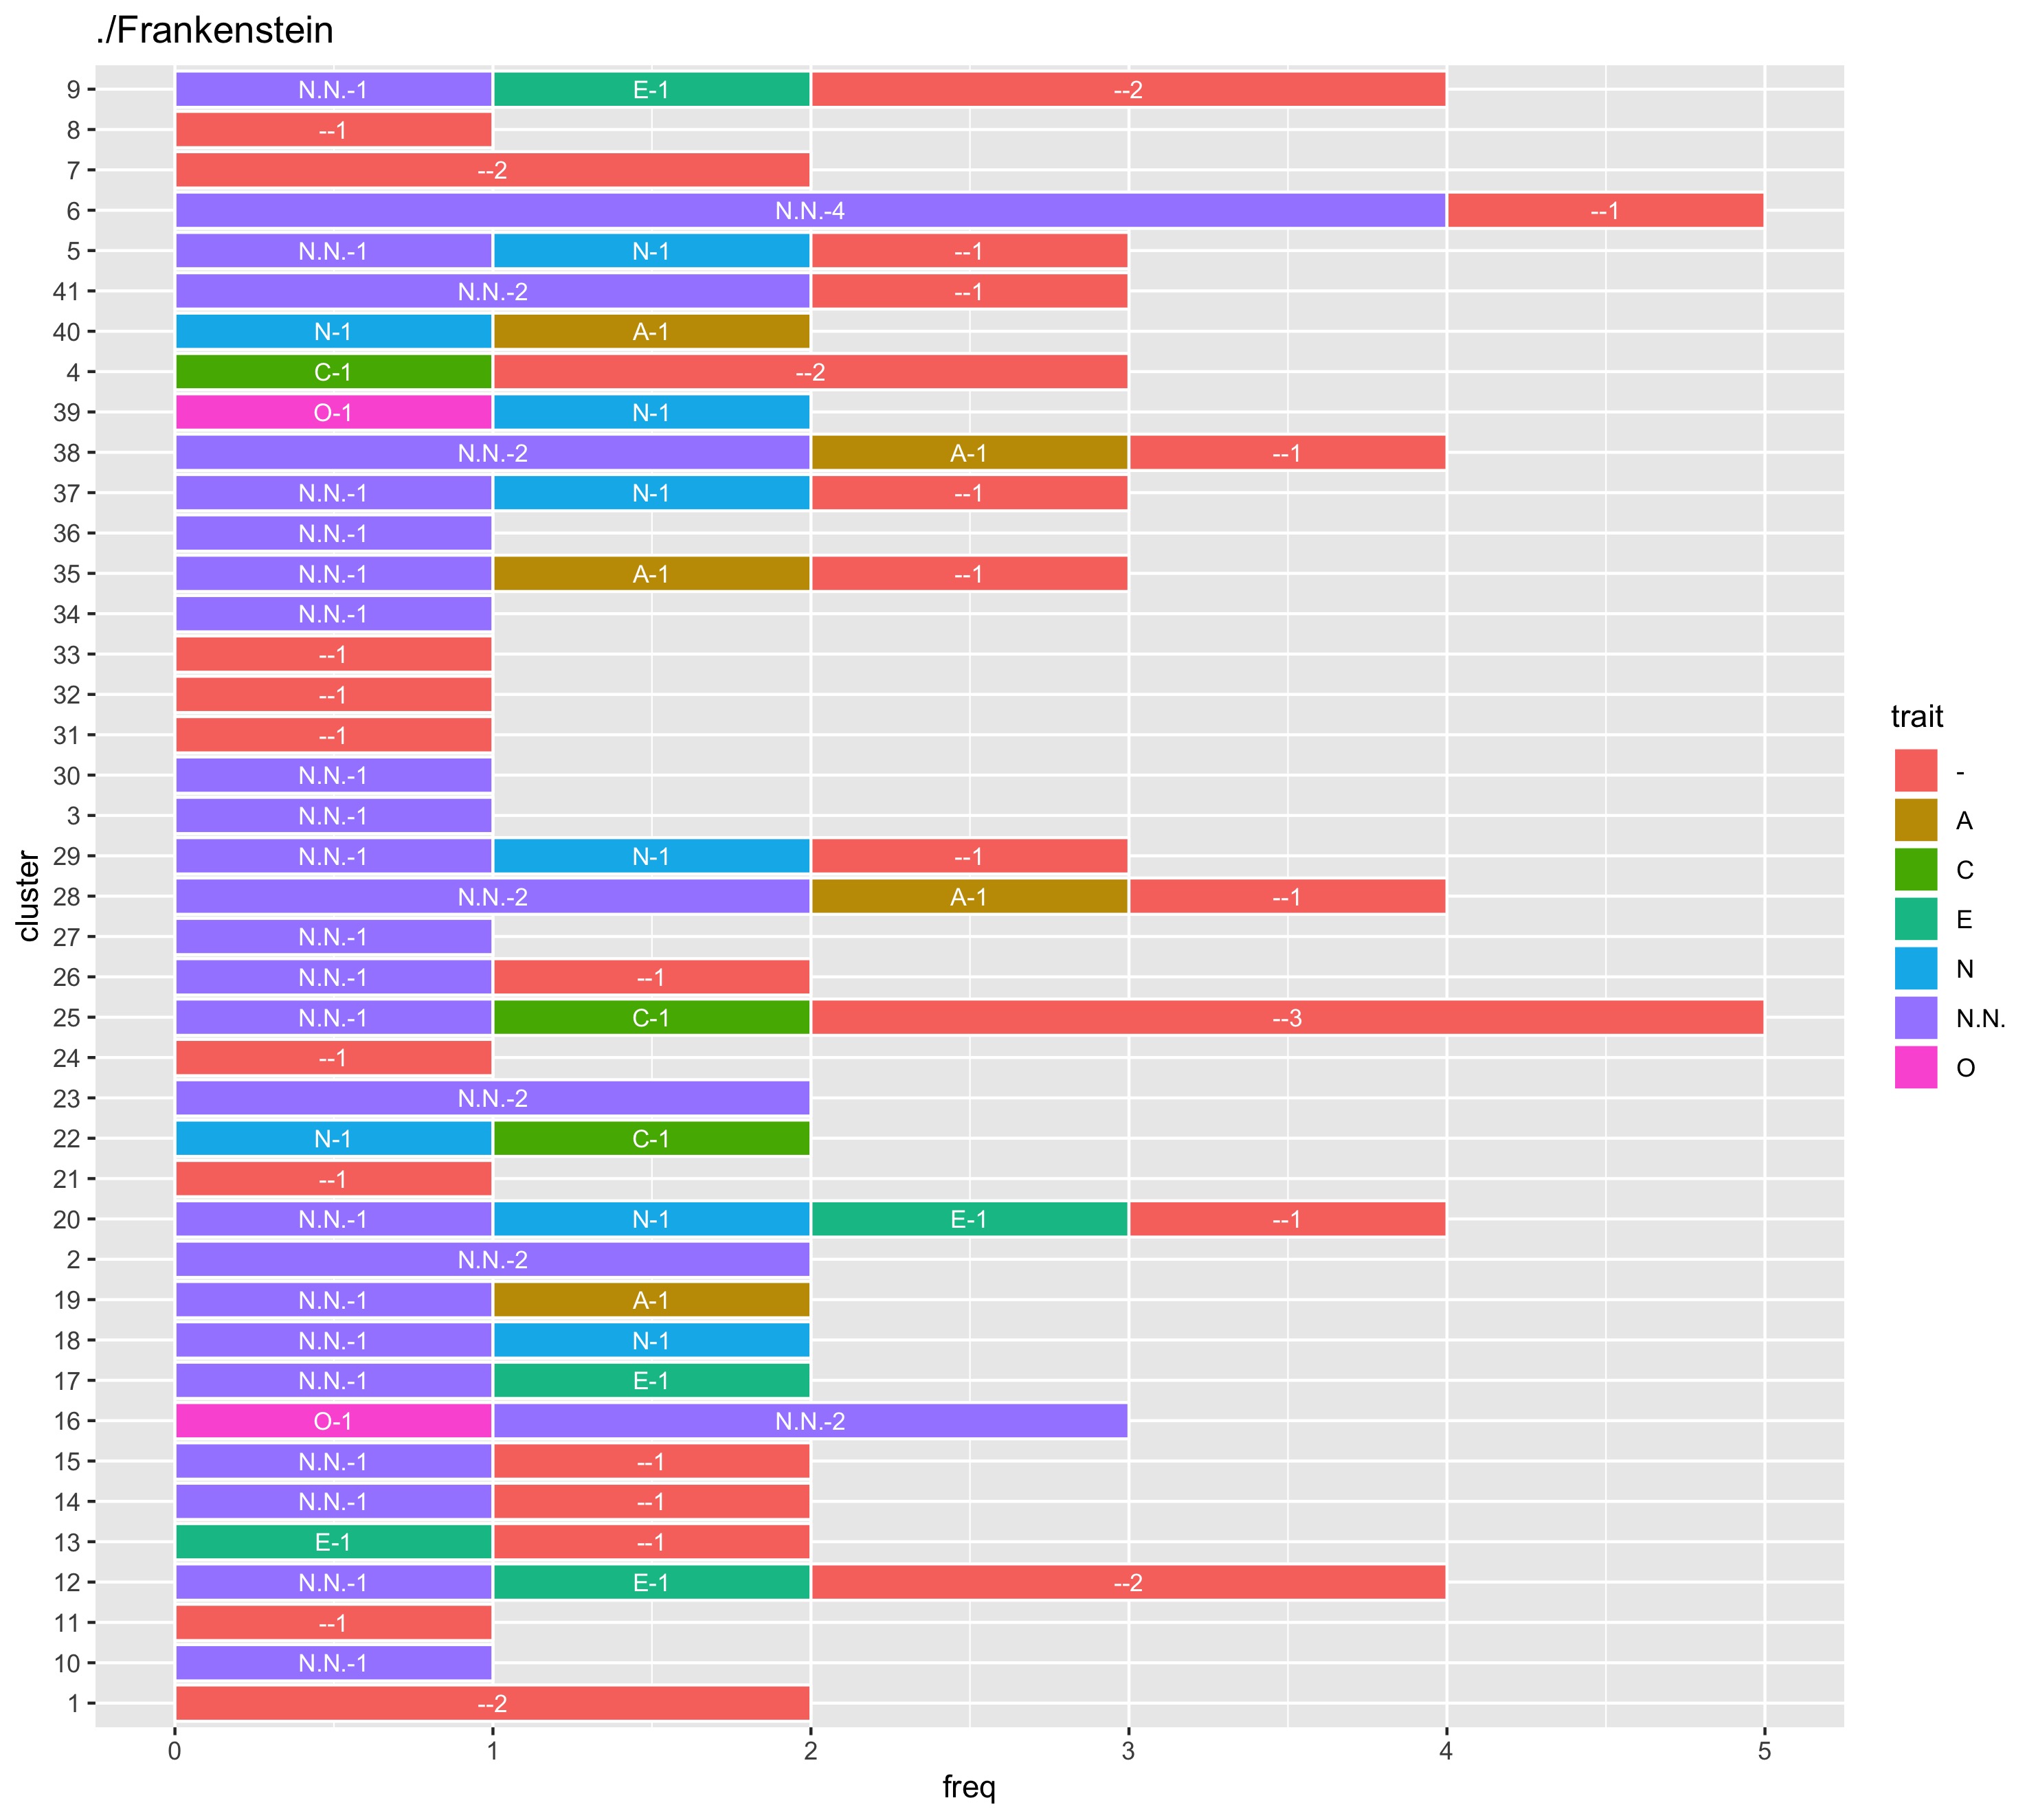 ./Frankenstein
9 N.N.-1 E-1 --2
8 --1
7 --2
6 N.N.-4 --1
5 N.N.-1 N-1 --1
41 N.N.-2 --1
40 N-1 A-1
4 C-1 --2
39 O-1 N-1
38 N.N.-2 A-1 --1
37 N.N.-1 N-1 --1
36 N.N.-1
35 N.N.-1 A-1 --1
34 N.N.-1
33 --1
32 --1
31 --1
30 N.N.-1
3 N.N.-1
29 N.N.-1 N-1 --1
28 N.N.-2 A-1 --1
27 N.N.-1
26 N.N.-1 --1
25 N.N.-1 C-1 --3
24 --1
23 N.N.-2
22 N-1 C-1
21 --1
20 N.N.-1 N-1 E-1 --1
2 N.N.-2
19 N.N.-1 A-1
18 N.N.-1 N-1
17 N.N.-1 E-1
16 O-1 N.N.-2
15 N.N.-1 --1
14 N.N.-1 --1
13 E-1 --1
12 N.N.-1 E-1 --2
11 --1
10 N.N.-1
1 --2
0 1 2 3 4 5
freq
cluster
trait
-
A
C
E
N
N.N.
O